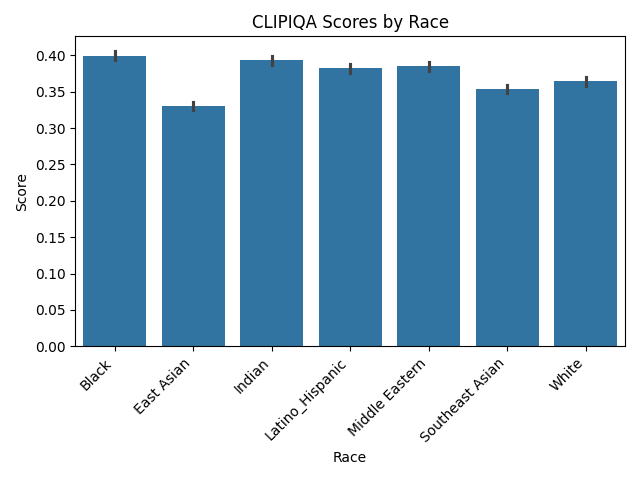 CLIPIQA Scores by Race
Score
0.40
0.35
0.30
0.25
0.20
0.15
0.10
0.05
0.00
Black
East Asian
Indian
Latino_Hispanic
Middle Eastern
Southeast Asian
White
Race